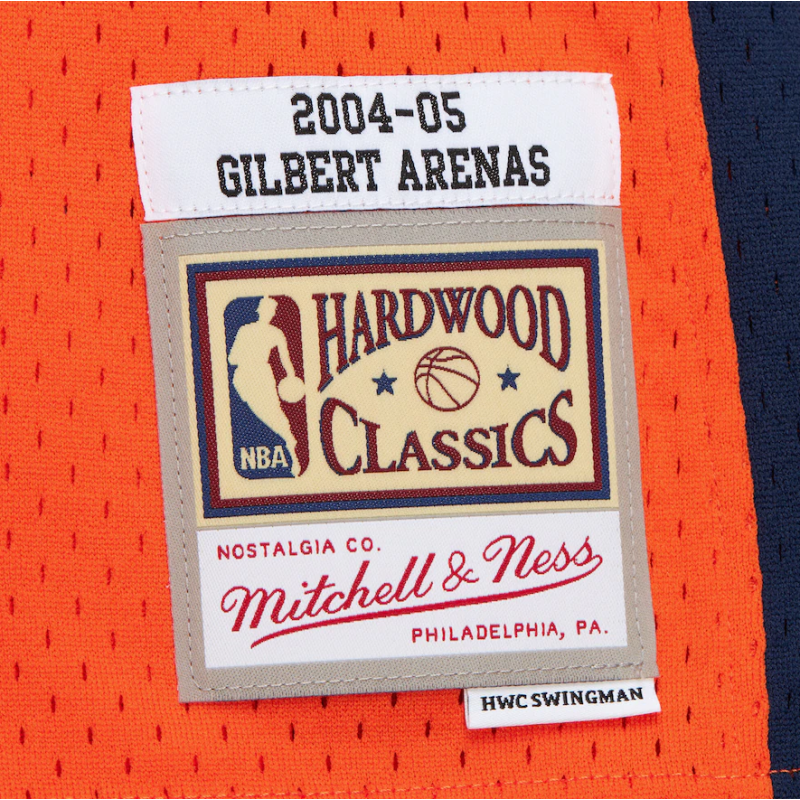 2004-05
GILBERT ARENAS
HARDWOOD
CLASSICS
NBA
NOSTALGIA CO.
Mitchell & Ness
PHILADELPHIA, PA.
HWC SWINGMAN